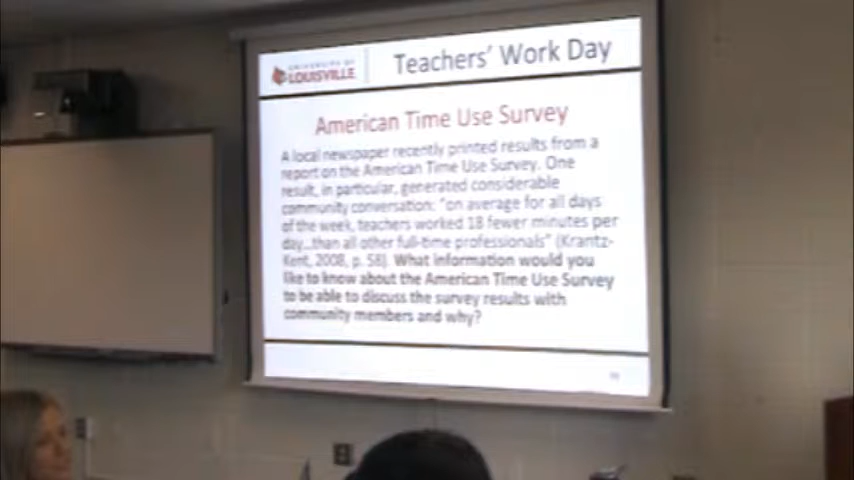 UNIVERSITY OF
LOUISVILLE
Teachers' Work Day
American Time Use Survey
A local newspaper recently printed results from a
report on the American Time Use Survey. One
result, in particular, generated considerable
community conversation: "on average for all days
of the week, teachers worked 18 fewer minutes per
day...than all other full-time professionals" (Krantz-
Kent, 2008, p. 58). What information would you
like to know about the American Time Use Survey
to be able to discuss the survey results with
community members and why?